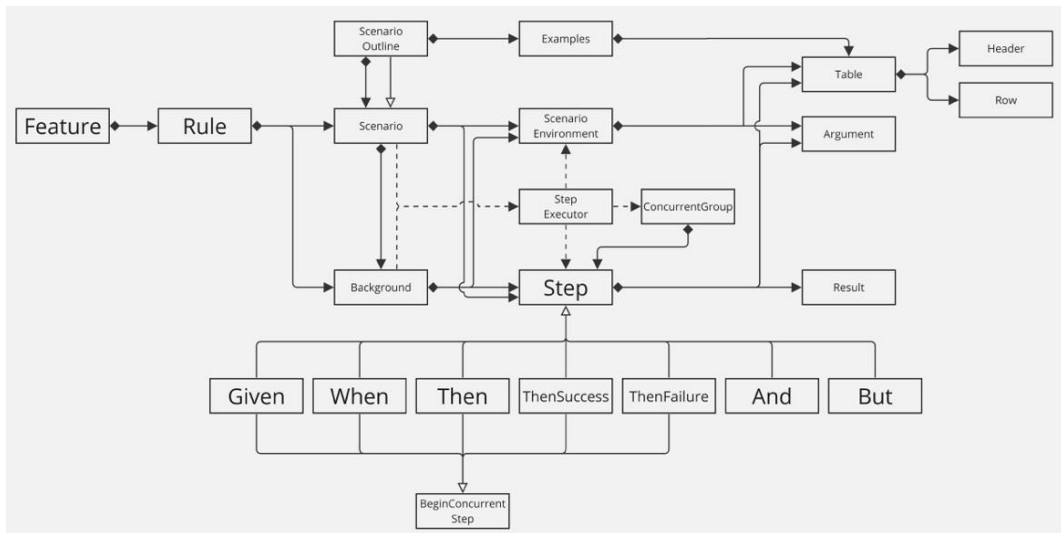 Scenario
Outline
Examples
Header
Table
Row
Feature
Rule
Scenario
Scenario
Environment
Argument
Step
Executor
ConcurrentGroup
Background
Step
Result
Given
When
Then
ThenSuccess
ThenFailure
And
But
BeginConcurrent
Step